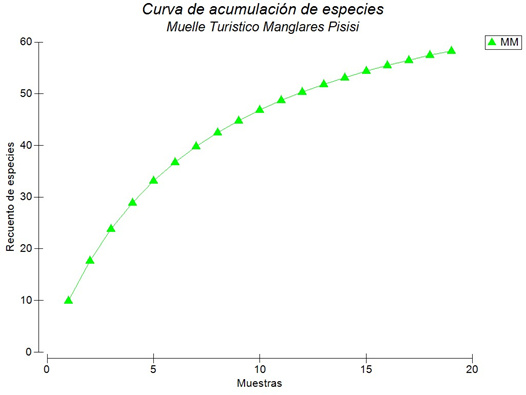 Curva de acumulación de especies
Muelle Turistico Manglares Pisisi
MM
60
50
40
30
20
10
0
Recuento de especies
0 5 10 15 20
Muestras